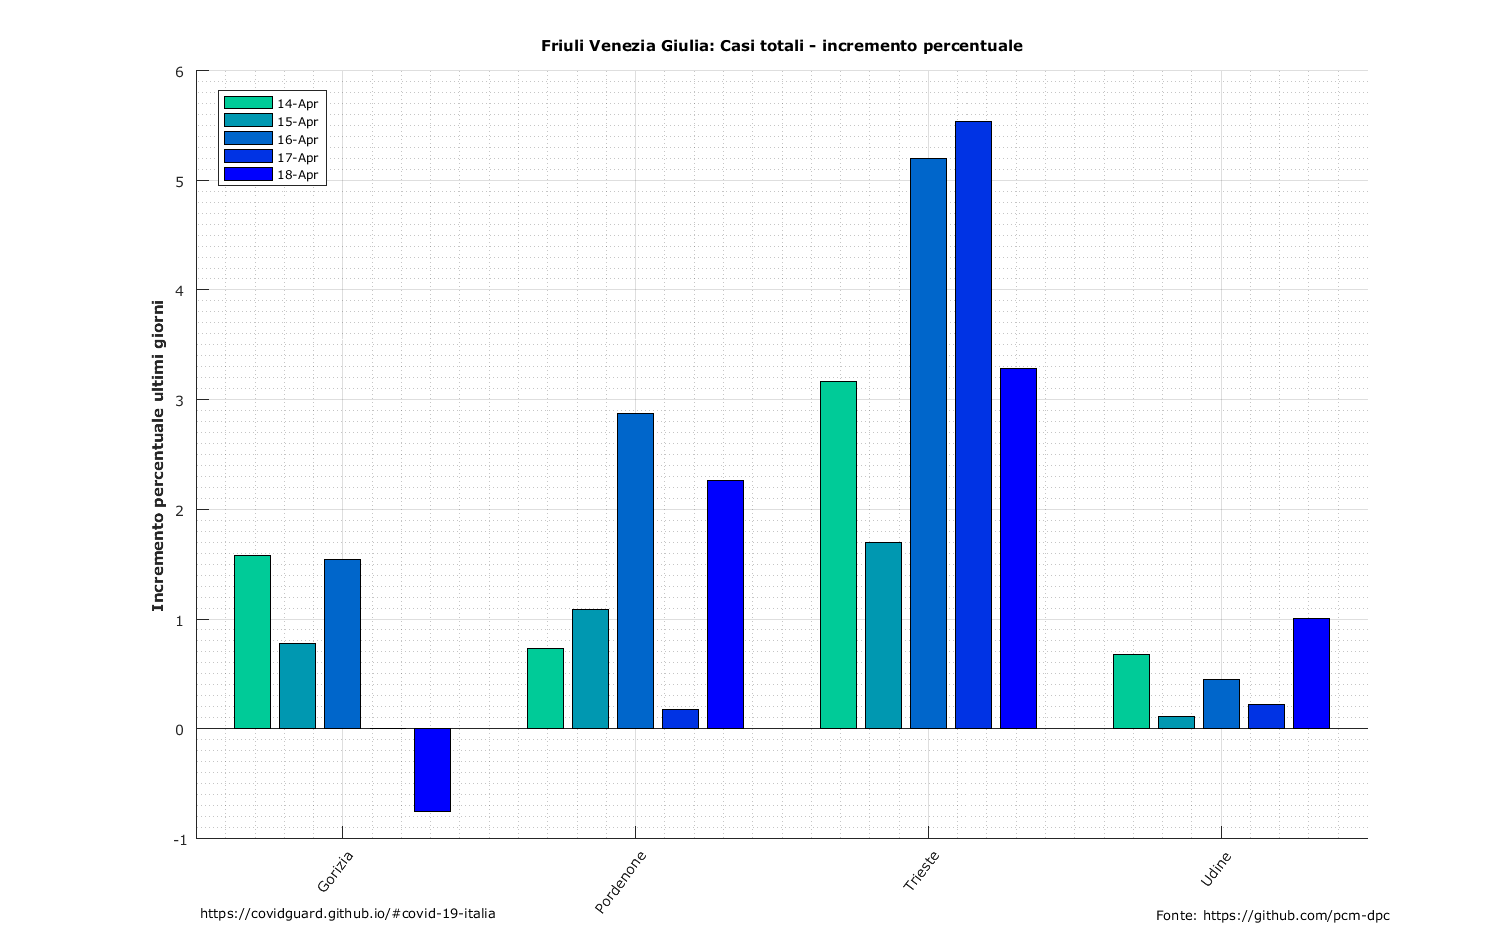 Friuli Venezia Giulia: Casi totali - incremento percentuale
14-Apr
15-Apr
16-Apr
17-Apr
18-Apr
Incremento percentuale ultimi giorni
6
5
4
3
2
1
0
-1
Gorizia
Pordenone
Trieste
Udine
https://covidguard.github.io/#covid-19-italia
Fonte: https://github.com/pcm-dpc